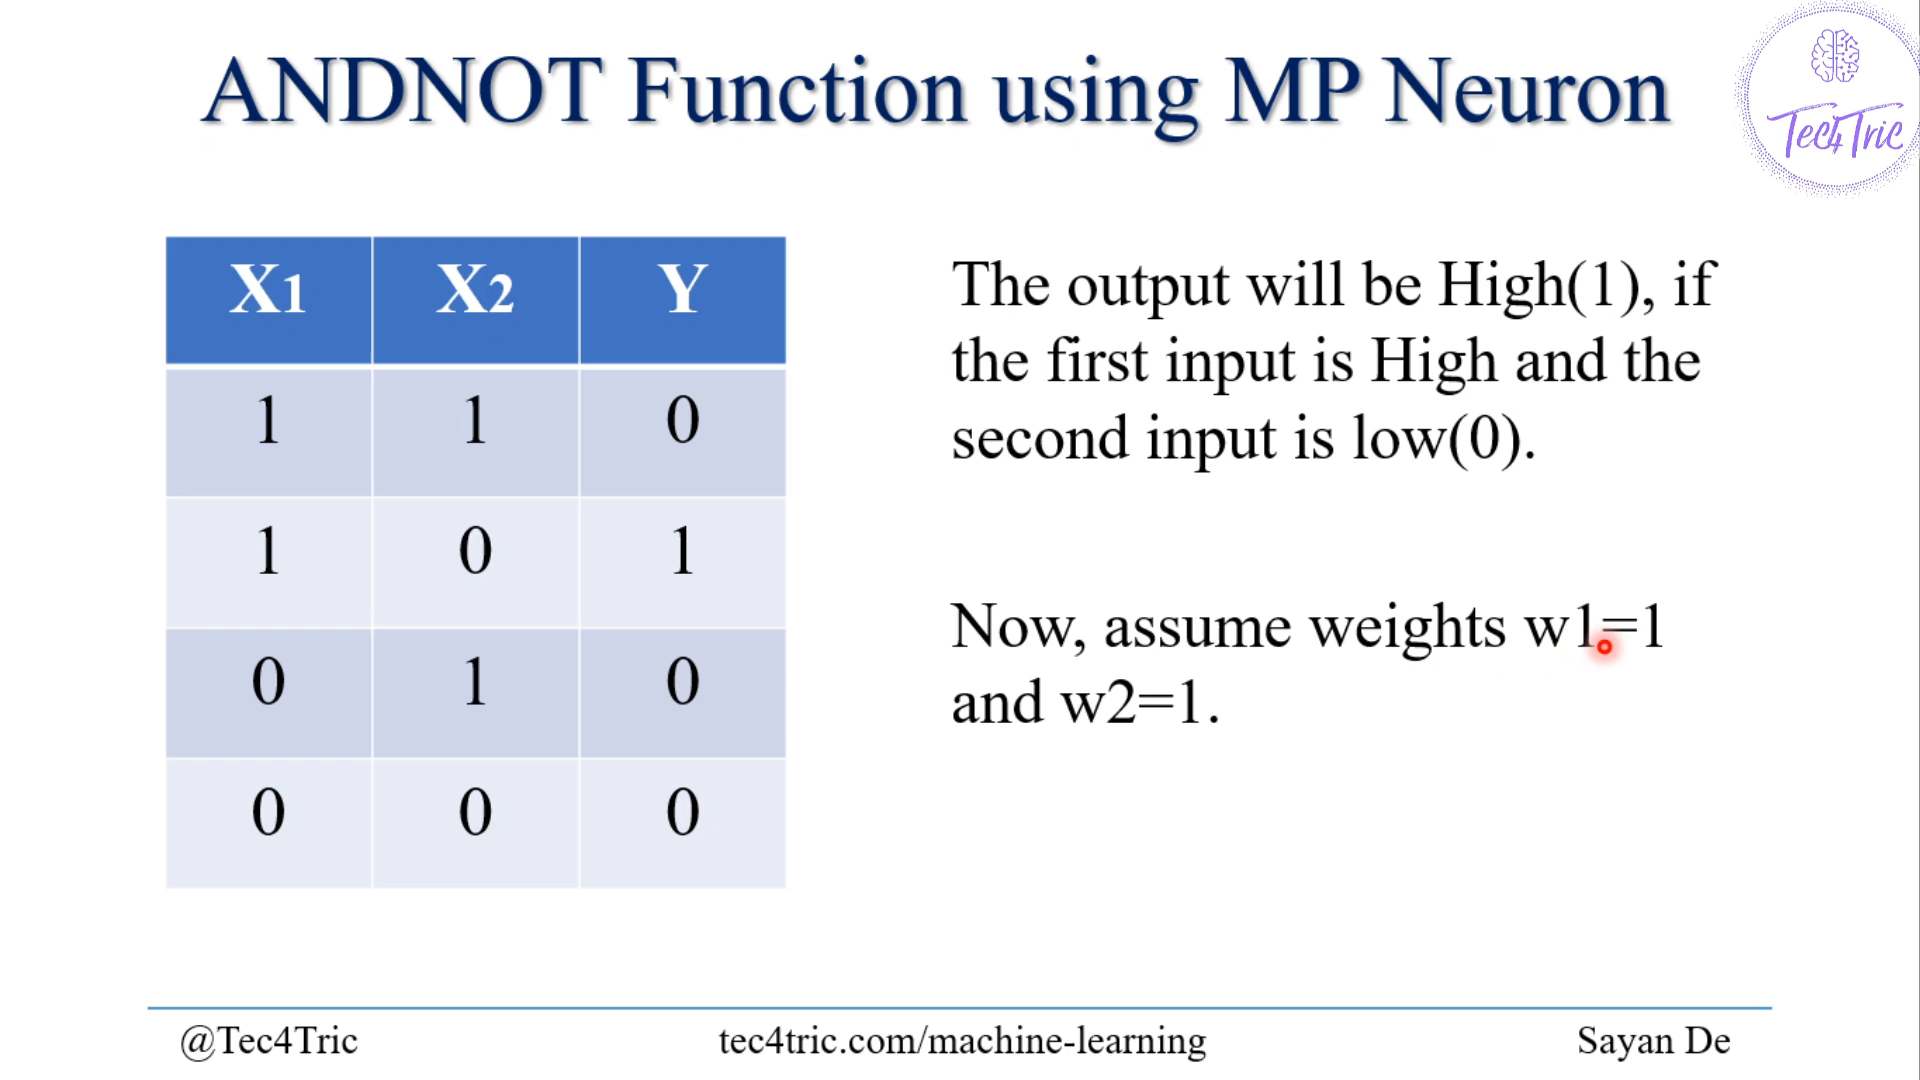 ANDNOT Function using MP Neuron
Tec4Tric
X1 X2 Y
1 1 0
1 0 1
0 1 0
0 0 0
The output will be High(1), if
the first input is High and the
second input is low(0).
Now, assume weights w1=1
and w2=1.
@Tec4Tric
tec4tric.com/machine-learning
Sayan De